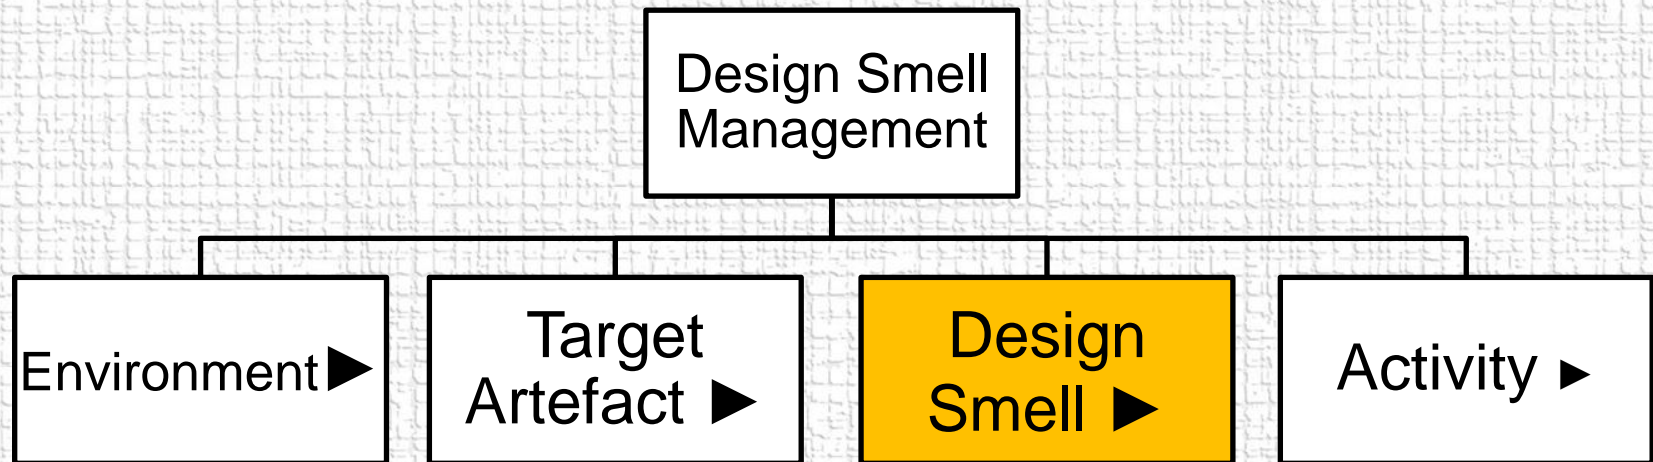 Design Smell
Management
Environment ►
Target
Artefact ►
Design
Smell ►
Activity ►